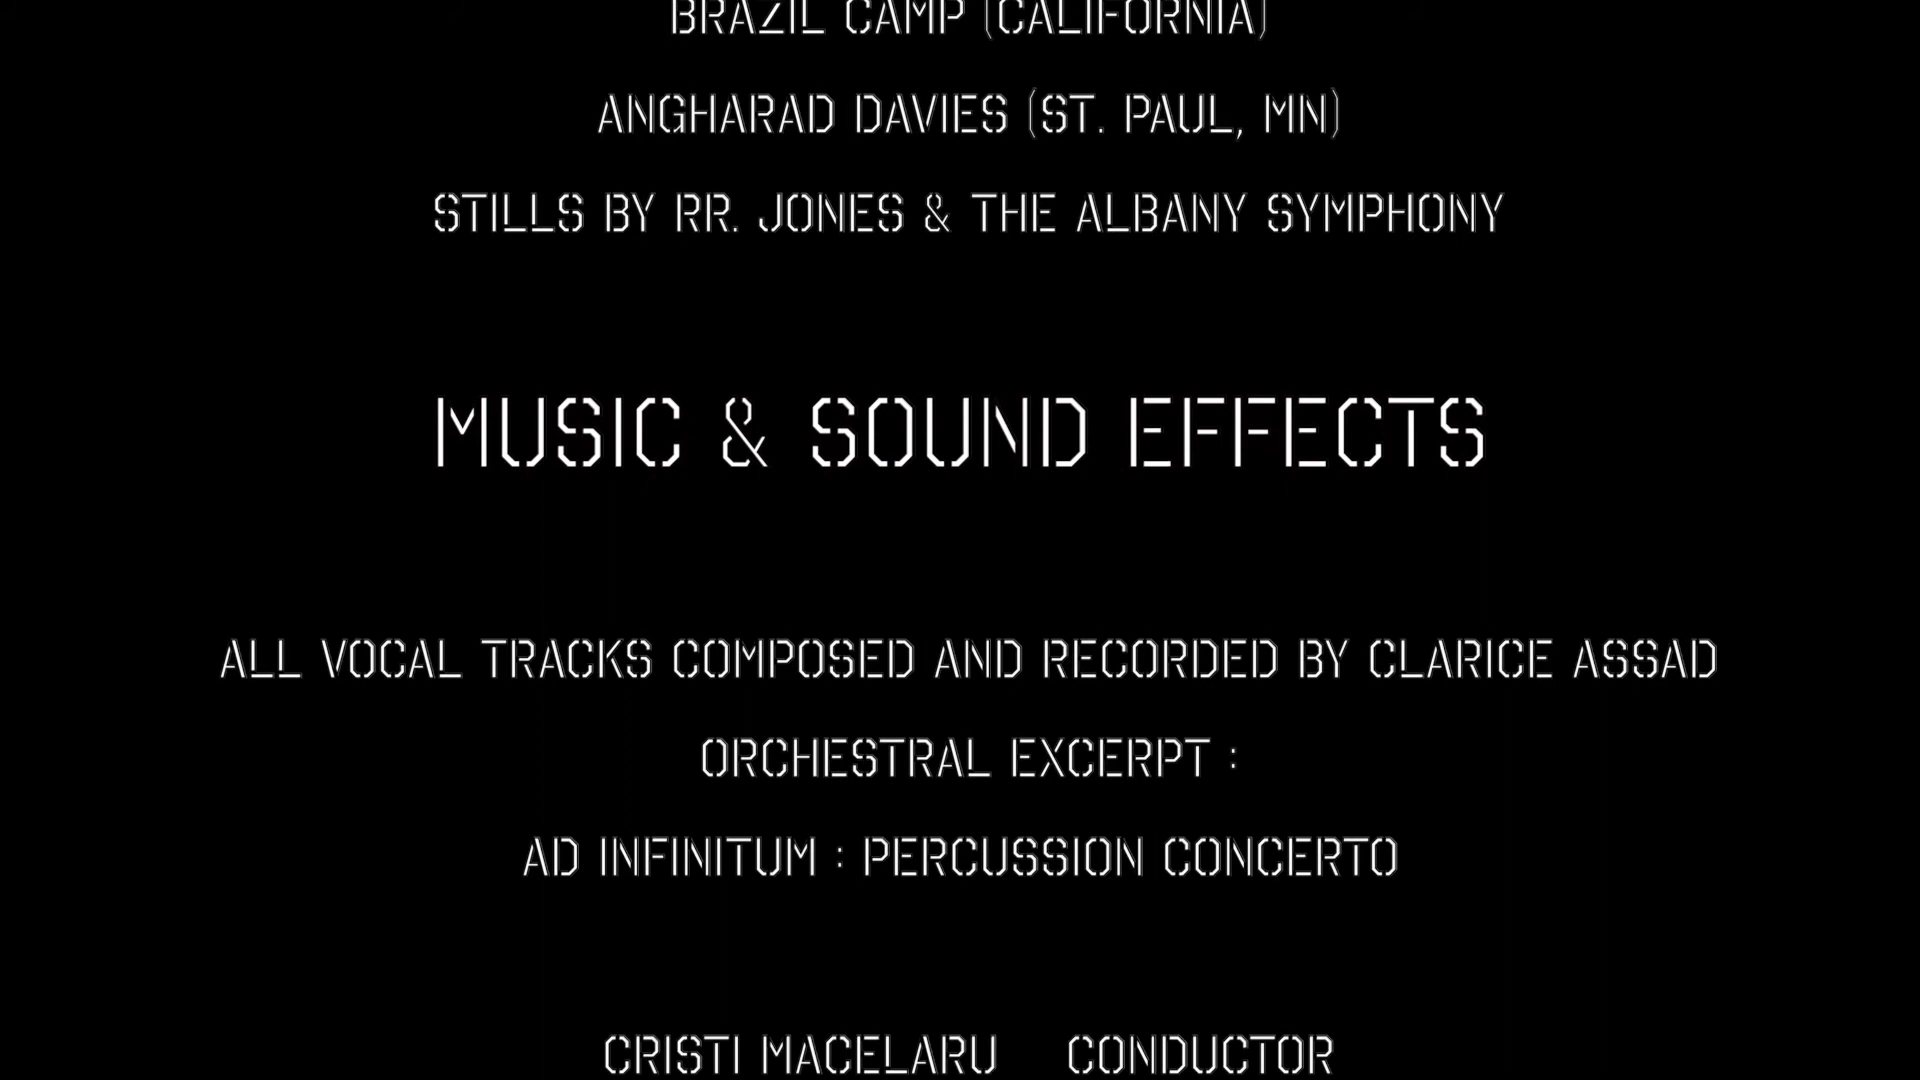 BRAZIL CAMP (CALIFORNIA)
ANGHARAD DAVIES (ST. PAUL, MN)
STILLS BY RR. JONES & THE ALBANY SYMPHONY
MUSIC & SOUND EFFECTS
ALL VOCAL TRACKS COMPOSED AND RECORDED BY CLARICE ASSAD
ORCHESTRAL EXCERPT :
AD INFINITUM : PERCUSSION CONCERTO
CRISTI MACELARU CONDUCTOR